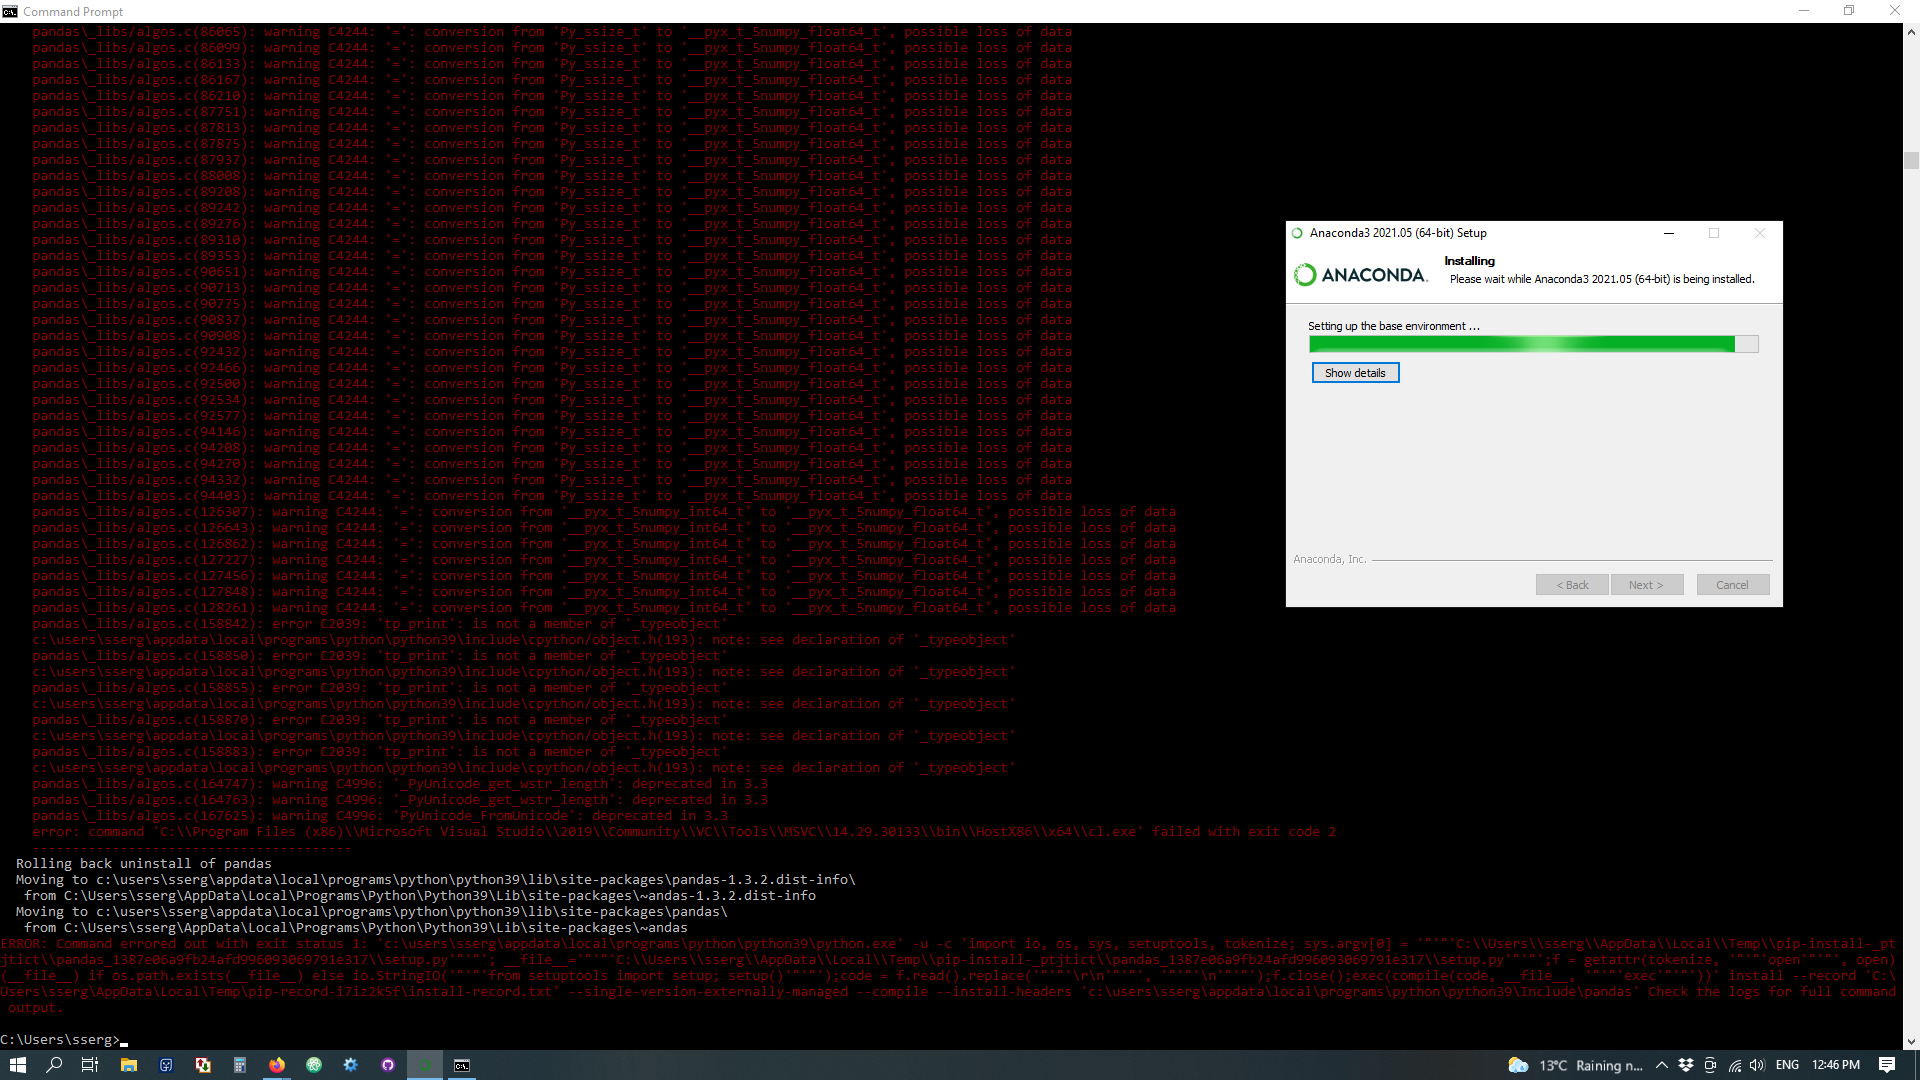 Command Prompt
pandas\_libs/algos.c(86065): warning C4244: '=': conversion from 'Py_ssize_t' to '__pyx_t_5numpy_float64_t', possible loss of data
pandas\_libs/algos.c(86099): warning C4244: '=': conversion from 'Py_ssize_t' to '__pyx_t_5numpy_float64_t', possible loss of data
pandas\_libs/algos.c(86133): warning C4244: '=': conversion from 'Py_ssize_t' to '__pyx_t_5numpy_float64_t', possible loss of data
pandas\_libs/algos.c(86167): warning C4244: '=': conversion from 'Py_ssize_t' to '__pyx_t_5numpy_float64_t', possible loss of data
pandas\_libs/algos.c(86210): warning C4244: '=': conversion from 'Py_ssize_t' to '__pyx_t_5numpy_float64_t', possible loss of data
pandas\_libs/algos.c(87751): warning C4244: '=': conversion from 'Py_ssize_t' to '__pyx_t_5numpy_float64_t', possible loss of data
pandas\_libs/algos.c(87813): warning C4244: '=': conversion from 'Py_ssize_t' to '__pyx_t_5numpy_float64_t', possible loss of data
pandas\_libs/algos.c(87875): warning C4244: '=': conversion from 'Py_ssize_t' to '__pyx_t_5numpy_float64_t', possible loss of data
pandas\_libs/algos.c(87937): warning C4244: '=': conversion from 'Py_ssize_t' to '__pyx_t_5numpy_float64_t', possible loss of data
pandas\_libs/algos.c(88008): warning C4244: '=': conversion from 'Py_ssize_t' to '__pyx_t_5numpy_float64_t', possible loss of data
pandas\_libs/algos.c(89208): warning C4244: '=': conversion from 'Py_ssize_t' to '__pyx_t_5numpy_float64_t', possible loss of data
pandas\_libs/algos.c(89242): warning C4244: '=': conversion from 'Py_ssize_t' to '__pyx_t_5numpy_float64_t', possible loss of data
pandas\_libs/algos.c(89276): warning C4244: '=': conversion from 'Py_ssize_t' to '__pyx_t_5numpy_float64_t', possible loss of data
pandas\_libs/algos.c(89310): warning C4244: '=': conversion from 'Py_ssize_t' to '__pyx_t_5numpy_float64_t', possible loss of data
pandas\_libs/algos.c(89353): warning C4244: '=': conversion from 'Py_ssize_t' to '__pyx_t_5numpy_float64_t', possible loss of data
pandas\_libs/algos.c(90651): warning C4244: '=': conversion from 'Py_ssize_t' to '__pyx_t_5numpy_float64_t', possible loss of data
pandas\_libs/algos.c(90713): warning C4244: '=': conversion from 'Py_ssize_t' to '__pyx_t_5numpy_float64_t', possible loss of data
pandas\_libs/algos.c(90775): warning C4244: '=': conversion from 'Py_ssize_t' to '__pyx_t_5numpy_float64_t', possible loss of data
pandas\_libs/algos.c(90837): warning C4244: '=': conversion from 'Py_ssize_t' to '__pyx_t_5numpy_float64_t', possible loss of data
pandas\_libs/algos.c(90908): warning C4244: '=': conversion from 'Py_ssize_t' to '__pyx_t_5numpy_float64_t', possible loss of data
pandas\_libs/algos.c(92432): warning C4244: '=': conversion from 'Py_ssize_t' to '__pyx_t_5numpy_float64_t', possible loss of data
pandas\_libs/algos.c(92466): warning C4244: '=': conversion from 'Py_ssize_t' to '__pyx_t_5numpy_float64_t', possible loss of data
pandas\_libs/algos.c(92500): warning C4244: '=': conversion from 'Py_ssize_t' to '__pyx_t_5numpy_float64_t', possible loss of data
pandas\_libs/algos.c(92534): warning C4244: '=': conversion from 'Py_ssize_t' to '__pyx_t_5numpy_float64_t', possible loss of data
pandas\_libs/algos.c(92577): warning C4244: '=': conversion from 'Py_ssize_t' to '__pyx_t_5numpy_float64_t', possible loss of data
pandas\_libs/algos.c(94146): warning C4244: '=': conversion from 'Py_ssize_t' to '__pyx_t_5numpy_float64_t', possible loss of data
pandas\_libs/algos.c(94208): warning C4244: '=': conversion from 'Py_ssize_t' to '__pyx_t_5numpy_float64_t', possible loss of data
pandas\_libs/algos.c(94270): warning C4244: '=': conversion from 'Py_ssize_t' to '__pyx_t_5numpy_float64_t', possible loss of data
pandas\_libs/algos.c(94332): warning C4244: '=': conversion from 'Py_ssize_t' to '__pyx_t_5numpy_float64_t', possible loss of data
pandas\_libs/algos.c(94403): warning C4244: '=': conversion from 'Py_ssize_t' to '__pyx_t_5numpy_float64_t', possible loss of data
pandas\_libs/algos.c(126307): warning C4244: '=': conversion from '__pyx_t_5numpy_int64_t' to '__pyx_t_5numpy_float64_t', possible loss of data
pandas\_libs/algos.c(126643): warning C4244: '=': conversion from '__pyx_t_5numpy_int64_t' to '__pyx_t_5numpy_float64_t', possible loss of data
pandas\_libs/algos.c(126862): warning C4244: '=': conversion from '__pyx_t_5numpy_int64_t' to '__pyx_t_5numpy_float64_t', possible loss of data
pandas\_libs/algos.c(127227): warning C4244: '=': conversion from '__pyx_t_5numpy_int64_t' to '__pyx_t_5numpy_float64_t', possible loss of data
pandas\_libs/algos.c(127456): warning C4244: '=': conversion from '__pyx_t_5numpy_int64_t' to '__pyx_t_5numpy_float64_t', possible loss of data
pandas\_libs/algos.c(127848): warning C4244: '=': conversion from '__pyx_t_5numpy_int64_t' to '__pyx_t_5numpy_float64_t', possible loss of data
pandas\_libs/algos.c(128261): warning C4244: '=': conversion from '__pyx_t_5numpy_int64_t' to '__pyx_t_5numpy_float64_t', possible loss of data
pandas\_libs/algos.c(158842): error C2039: 'tp_print': is not a member of '_typeobject'
c:\users\sserg\appdata\local\programs\python\python39\include\cpython/object.h(193): note: see declaration of '_typeobject'
pandas\_libs/algos.c(158850): error C2039: 'tp_print': is not a member of '_typeobject'
c:\users\sserg\appdata\local\programs\python\python39\include\cpython/object.h(193): note: see declaration of '_typeobject'
pandas\_libs/algos.c(158855): error C2039: 'tp_print': is not a member of '_typeobject'
c:\users\sserg\appdata\local\programs\python\python39\include\cpython/object.h(193): note: see declaration of '_typeobject'
pandas\_libs/algos.c(158870): error C2039: 'tp_print': is not a member of '_typeobject'
c:\users\sserg\appdata\local\programs\python\python39\include\cpython/object.h(193): note: see declaration of '_typeobject'
pandas\_libs/algos.c(158883): error C2039: 'tp_print': is not a member of '_typeobject'
c:\users\sserg\appdata\local\programs\python\python39\include\cpython/object.h(193): note: see declaration of '_typeobject'
pandas\_libs/algos.c(164747): warning C4996: '_PyUnicode_get_wstr_length': deprecated in 3.3
pandas\_libs/algos.c(164763): warning C4996: '_PyUnicode_get_wstr_length': deprecated in 3.3
pandas\_libs/algos.c(167625): warning C4996: 'PyUnicode_FromUnicode': deprecated in 3.3
error: command 'C:\\Program Files (x86)\\Microsoft Visual Studio\\2019\\Community\\VC\\Tools\\MSVC\\14.29.30133\\bin\\HostX86\\x64\\cl.exe' failed with exit code 2
----------------------------------------
Rolling back uninstall of pandas
Moving to c:\users\sserg\appdata\local\programs\python\python39\lib\site-packages\pandas-1.3.2.dist-info\
from C:\Users\sserg\AppData\Local\Programs\Python\Python39\Lib\site-packages\~andas-1.3.2.dist-info
Moving to c:\users\sserg\appdata\local\programs\python\python39\lib\site-packages\pandas\
from C:\Users\sserg\AppData\Local\Programs\Python\Python39\Lib\site-packages\~andas
ERROR: Command errored out with exit status 1: 'c:\users\sserg\appdata\local\programs\python\python39\python.exe' -u -c 'import io, os, sys, setuptools, tokenize; sys.argv[0] = '"'"'C:\\Users\\sserg\\AppData\\Local\\Temp\\pip-install-_pt
jtict\\pandas_1387e06a9fb24afd996093069791e317\\setup.py'"'"'; __file__='"'"'C:\\Users\\sserg\\AppData\\Local\\Temp\\pip-install-_ptjtict\\pandas_1387e06a9fb24afd996093069791e317\\setup.py'"'"';f = getattr(tokenize, '"'"'open'"'"', open)
(__file__) if os.path.exists(__file__) else io.StringIO('"'"'from setuptools import setup; setup()'"'"');code = f.read().replace('"'"'\r\n'"'"', '"'"'\n'"'"');f.close();exec(compile(code, __file__, '"'"'exec'"'"'))' install --record 'C:\
Users\sserg\AppData\Local\Temp\pip-record-i7iz2k5f\install-record.txt' --single-version-externally-managed --compile --install-headers 'c:\users\sserg\appdata\local\programs\python\python39\Include\pandas' Check the logs for full command
output.
C:\Users\sserg>
Anaconda3 2021.05 (64-bit) Setup
ANACONDA.
Installing
Please wait while Anaconda3 2021.05 (64-bit) is being installed.
Setting up the base environment ...
Show details
Anaconda, Inc.
< Back
Next >
Cancel
13°C Raining n...
ENG
12:46 PM